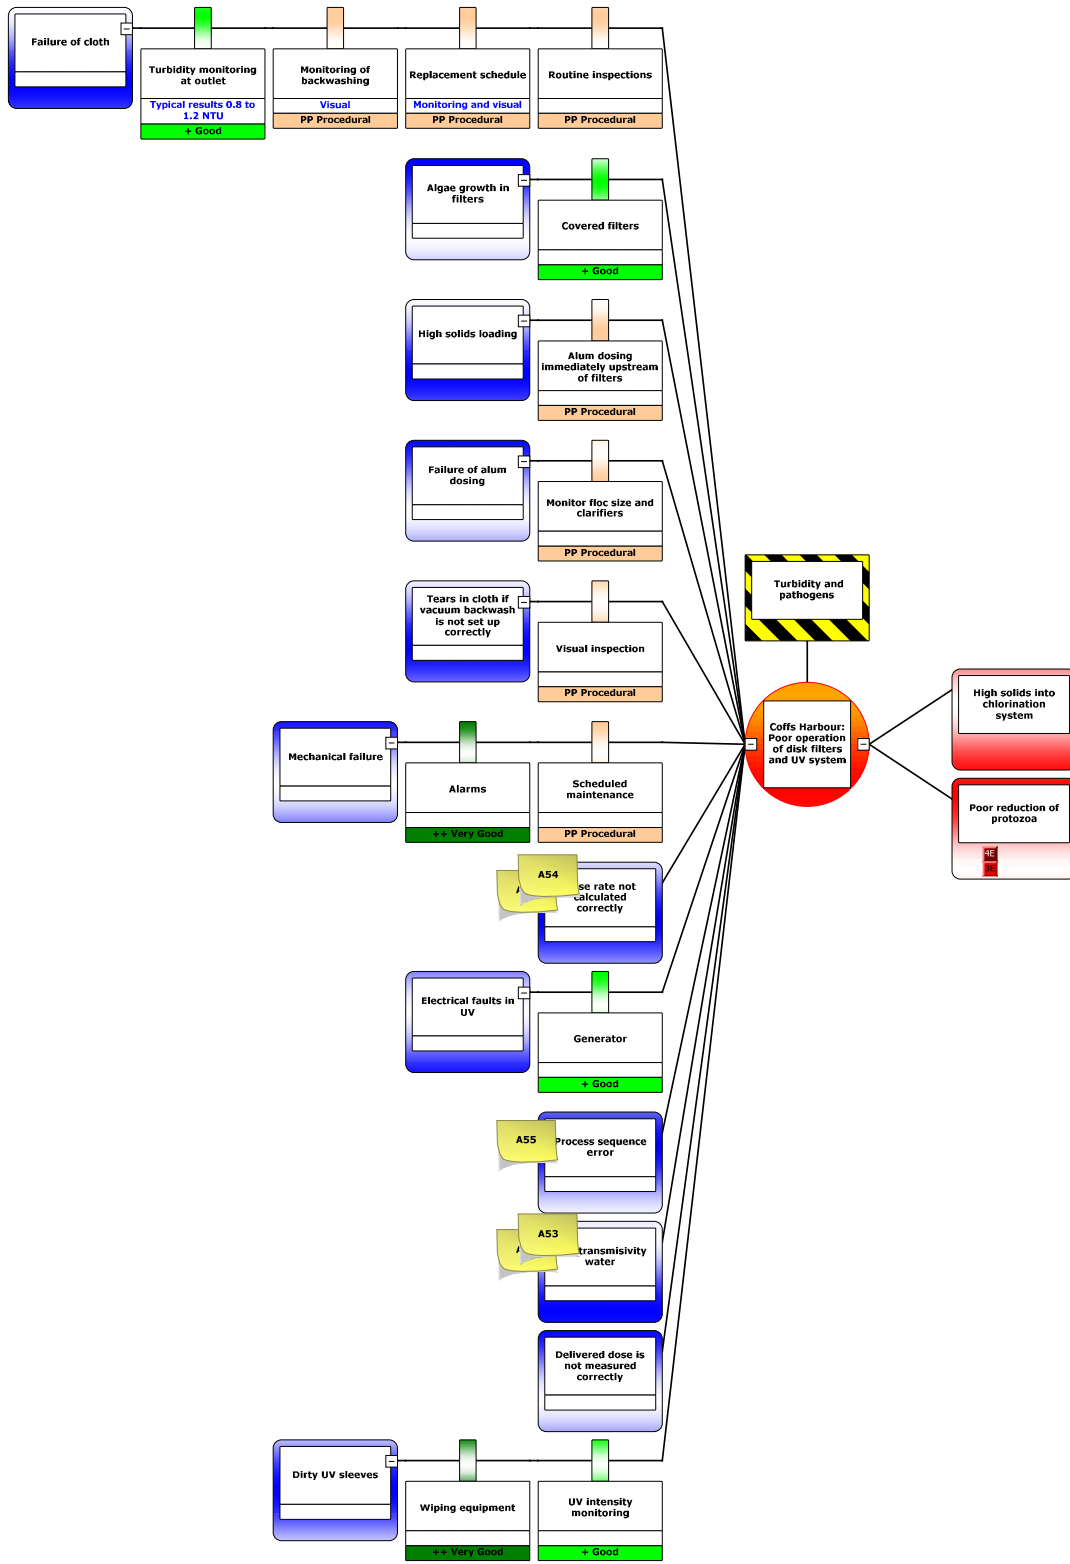 Failure of cloth
Turbidity monitoring
at outlet
Typical results 0.8 to
1.2 NTU
+ Good
Monitoring of
backwashing
Visual
PP Procedural
Replacement schedule
Monitoring and visual
PP Procedural
Routine inspections
PP Procedural
Algae growth in
filters
Covered filters
+ Good
High solids loading
Alum dosing
immediately upstream
of filters
PP Procedural
Failure of alum
dosing
Monitor floc size and
clarifiers
PP Procedural
Tears in cloth if
vacuum backwash
is not set up
correctly
Visual inspection
PP Procedural
Turbidity and
pathogens
Coffs Harbour:
Poor operation
of disk filters
and UV system
High solids into
chlorination
system
Poor reduction of
protozoa
4E
3E
Mechanical failure
Alarms
++ Very Good
Scheduled
maintenance
PP Procedural
A54
rate not
calculated
correctly
Electrical faults in
UV
Generator
+ Good
A55
Process sequence
error
A53
transmisivity
water
Delivered dose is
not measured
correctly
Dirty UV sleeves
Wiping equipment
++ Very Good
UV intensity
monitoring
+ Good